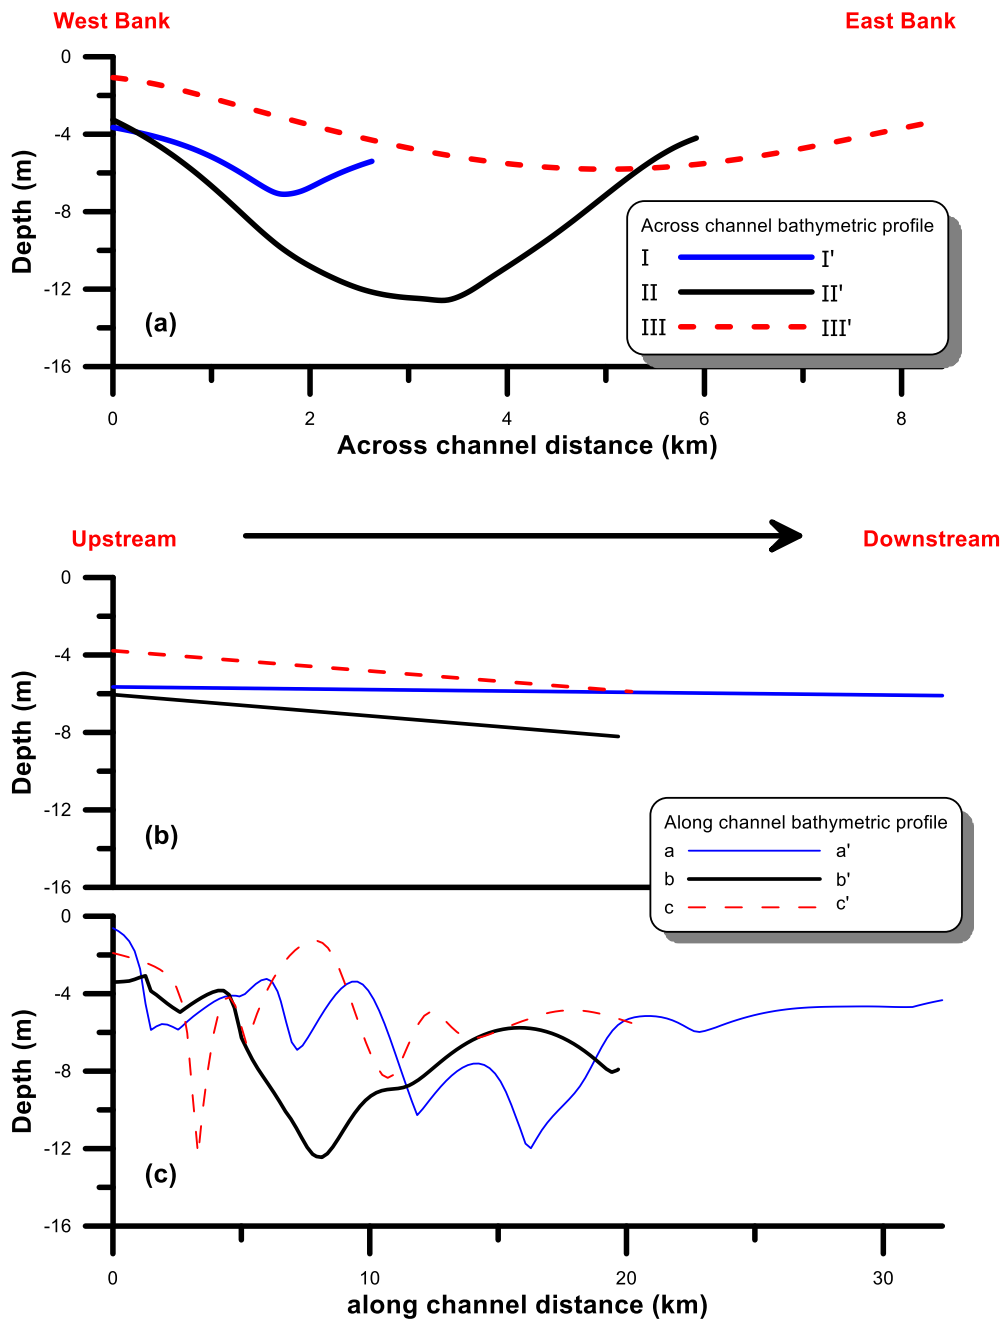 West Bank East Bank
0
-4
-8
-12
-16
Depth (m)
(a)
Across channel bathymetric profile
I I'
II II'
III III'
0 2 4 6 8
Across channel distance (km)
Upstream Downstream
0
-4
-8
-12
-16
Depth (m)
(b)
Along channel bathymetric profile
a a'
b b'
c c'
0
-4
-8
-12
-16
Depth (m)
(c)
0 10 20 30
along channel distance (km)